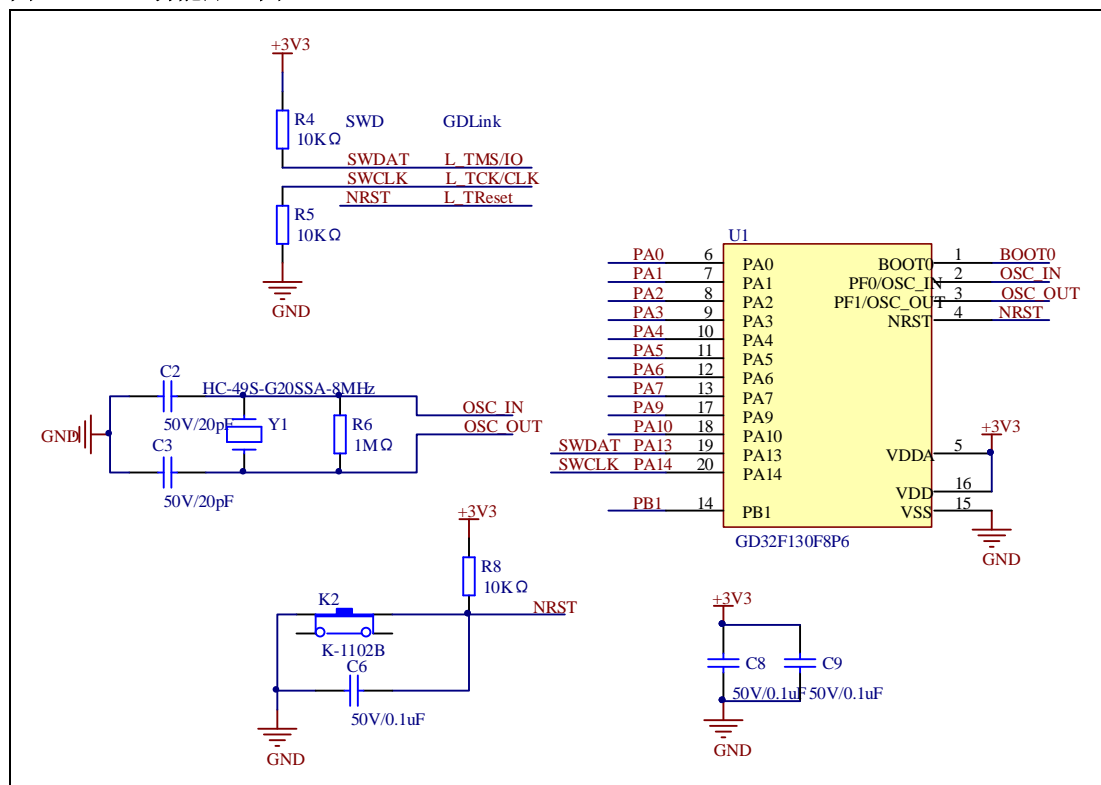 +3V3
R4
10KΩ
SWD GDLink
SWDAT L_TMS/IO
SWCLK L_TCK/CLK
NRST L_TReset
R5
10KΩ
GND
U1
PA0 6 PA0
PA1 7 PA1
PA2 8 PA2
PA3 9 PA3
PA4 10 PA4
PA5 11 PA5
PA6 12 PA6
PA7 13 PA7
PA9 17 PA9
PA10 18 PA10
SWDAT PA13 19 PA13
SWCLK PA14 20 PA14
PB1 14 PB1
BOOT0 1 BOOT0
PF0/OSC_IN 2 OSC_IN
PF1/OSC_OUT 3 OSC_OUT
NRST 4 NRST
+3V3
VDDA 5
VDD 16
VSS 15
GND
GD32F130F8P6
C2
HC-49S-G20SSA-8MHz
50V/20pF
Y1
R6
1MΩ
OSC_IN
OSC_OUT
GND
C3
50V/20pF
+3V3
R8
10KΩ
K2
NRST
K-1102B
C6
50V/0.1uF
GND
+3V3
C8
C9
50V/0.1uF
50V/0.1uF
GND